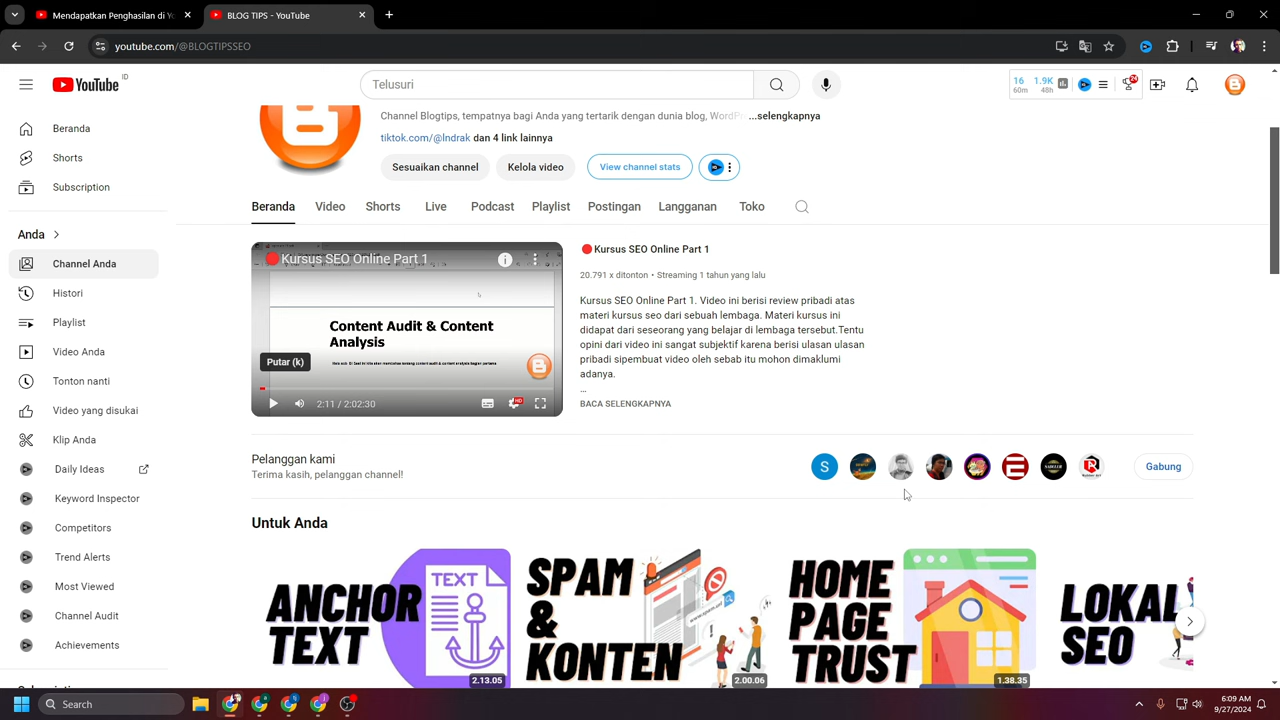 Mendapatkan Penghasilan di Yo
BLOG TIPS - YouTube
youtube.com/@BLOGTIPSSEO
YouTube
ID
Telusuri
16
60m
1.9K
48h
24
Channel Blogtips, tempatnya bagi Anda yang tertarik dengan dunia blog, WordPr
...selengkapnya
tiktok.com/@lndrak dan 4 link lainnya
Sesuaikan channel
Kelola video
View channel stats
Beranda
Shorts
Subscription
Anda
Channel Anda
Histori
Playlist
Video Anda
Tonton nanti
Video yang disukai
Klip Anda
Daily Ideas
Keyword Inspector
Competitors
Trend Alerts
Most Viewed
Channel Audit
Achievements
Beranda
Video
Shorts
Live
Podcast
Playlist
Postingan
Langganan
Toko
Kursus SEO Online Part 1
Content Audit & Content
Analysis
Putar (k)
2:11 / 2:02:30
HD
Kursus SEO Online Part 1
20.791 x ditonton • Streaming 1 tahun yang lalu
Kursus SEO Online Part 1. Video ini berisi review pribadi atas
materi kursus seo dari sebuah lembaga. Materi kursus ini
didapat dari seseorang yang belajar di lembaga tersebut.Tentu
opini dari video ini sangat subjektif karena berisi ulasan ulasan
pribadi sipembuat video oleh sebab itu mohon dimaklumi
adanya.
...
BACA SELENGKAPNYA
Pelanggan kami
Terima kasih, pelanggan channel!
S
Gabung
Untuk Anda
ANCHOR
TEXT
TEXT
2.13.05
SPAM
&
KONTEN
2.00.06
HOME
PAGE
TRUST
1.38.35
LOKAL
SEO
Search
6:09 AM
9/27/2024